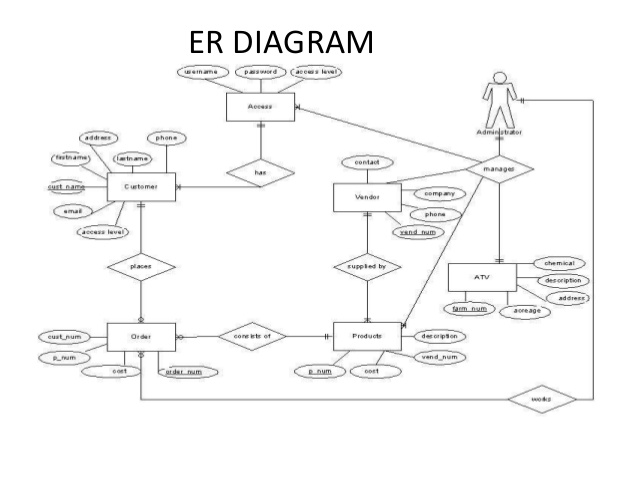 ER DIAGRAM
username
password
access level
Access
Administrator
address
phone
firstname
lastname
cust_name
Customer
email
access level
has
contact
manages
Vendor
company
phone
vend_num
places
supplied by
ATV
chemical
description
address
farm_num
acreage
cust_num
Order
consists of
Products
description
p_num
cost
order_num
p_num
cost
vend_num
works